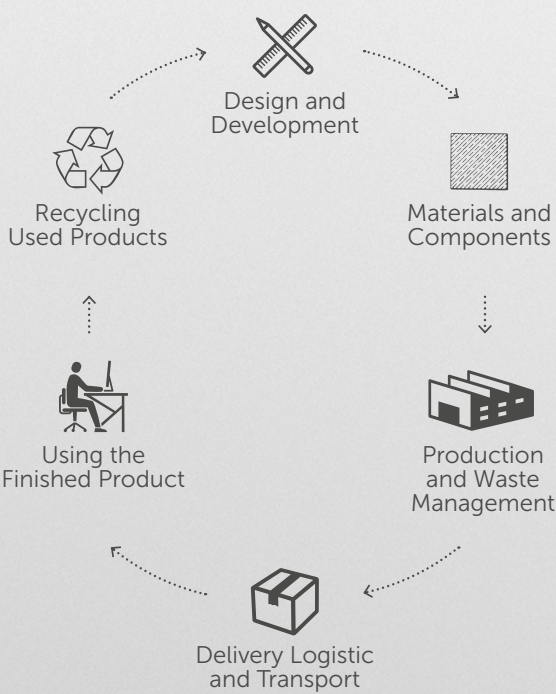 Design and
Development
Materials and
Components
Production
and Waste
Management
Delivery Logistic
and Transport
Using the
Finished Product
Recycling
Used Products